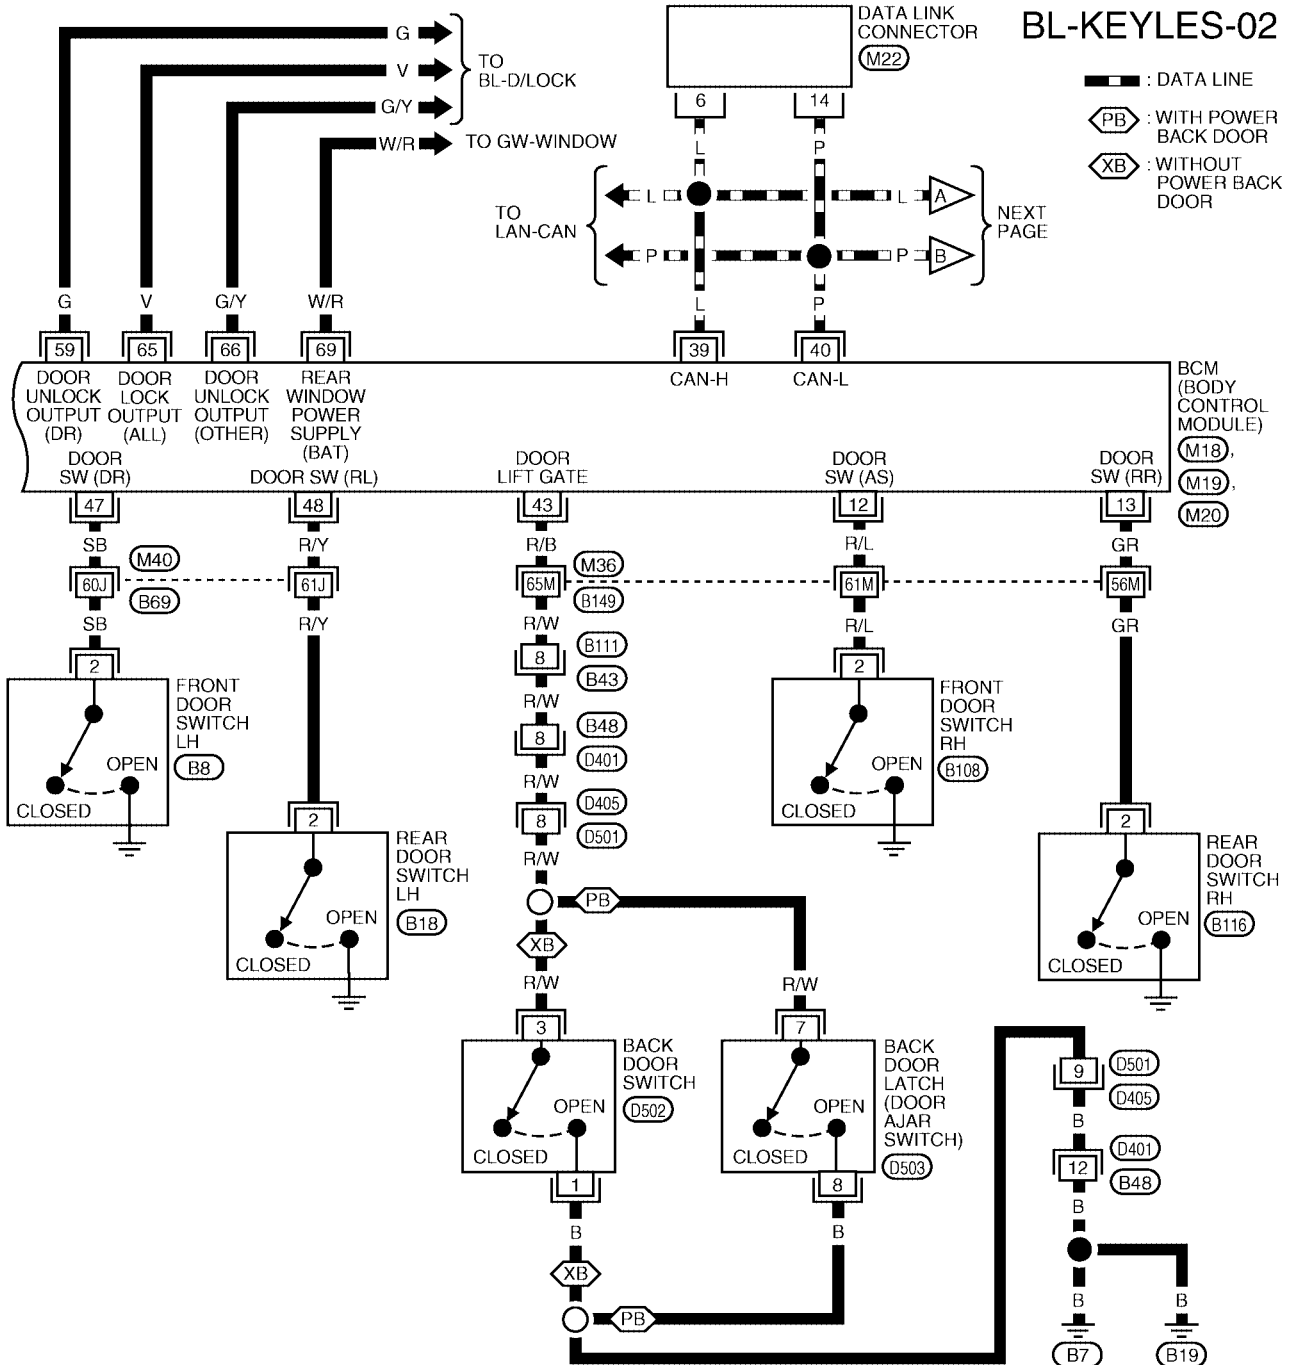 BL-KEYLES-02
DATA LINK
CONNECTOR
M22
: DATA LINE
PB : WITH POWER
BACK DOOR
XB : WITHOUT
POWER BACK
DOOR
G
V
G/Y
TO
BL-D/LOCK
W/R
TO GW-WINDOW
6
14
L
P
L
L
A
TO
LAN-CAN
NEXT
PAGE
P
P
B
G
V
G/Y
W/R
L
P
59
65
66
69
39
40
DOOR
UNLOCK
OUTPUT
(DR)
DOOR
LOCK
OUTPUT
(ALL)
DOOR
UNLOCK
OUTPUT
(OTHER)
REAR
WINDOW
POWER
SUPPLY
(BAT)
CAN-H
CAN-L
BCM
(BODY
CONTROL
MODULE)
M18 ,
M19 ,
M20
DOOR
SW (DR)
DOOR SW (RL)
DOOR
LIFT GATE
DOOR
SW (AS)
DOOR
SW (RR)
47
48
43
12
13
SB
R/Y
R/B
R/L
GR
M40
M36
60J
61J
65M
61M
56M
B69
B149
SB
R/Y
R/W
R/L
GR
2
FRONT
DOOR
SWITCH
LH
B8
OPEN
CLOSED
8
B111
B43
R/W
8
B48
D401
R/W
8
D405
D501
R/W
2
FRONT
DOOR
SWITCH
RH
B108
OPEN
CLOSED
2
REAR
DOOR
SWITCH
LH
B18
OPEN
CLOSED
2
REAR
DOOR
SWITCH
RH
B116
OPEN
CLOSED
PB
XB
R/W
R/W
3
BACK
DOOR
SWITCH
D502
OPEN
CLOSED
1
7
BACK
DOOR
LATCH
(DOOR
AJAR
SWITCH)
D503
OPEN
CLOSED
8
9
D501
D405
B
12
D401
B48
B
B
B
XB
PB
B
B
B7
B19